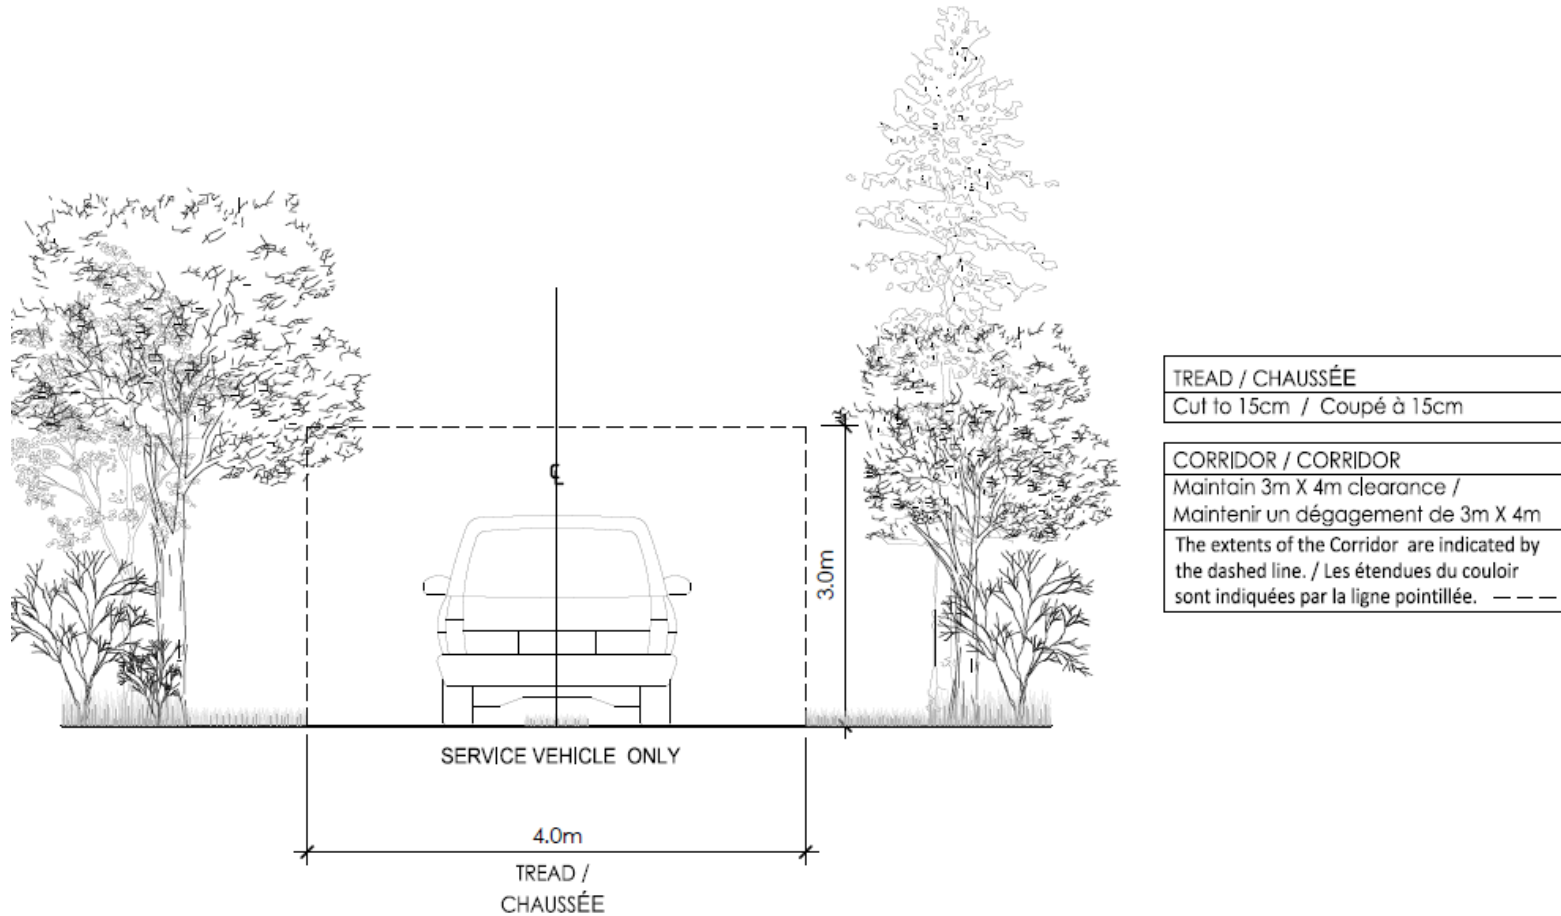 ℄
3.0m
SERVICE VEHICLE ONLY
4.0m
TREAD /
CHAUSSÉE
TREAD / CHAUSSÉE
Cut to 15cm / Coupé à 15cm
CORRIDOR / CORRIDOR
Maintain 3m X 4m clearance /
Maintenir un dégagement de 3m X 4m
The extents of the Corridor are indicated by
the dashed line. / Les étendues du couloir
sont indiquées par la ligne pointillée.